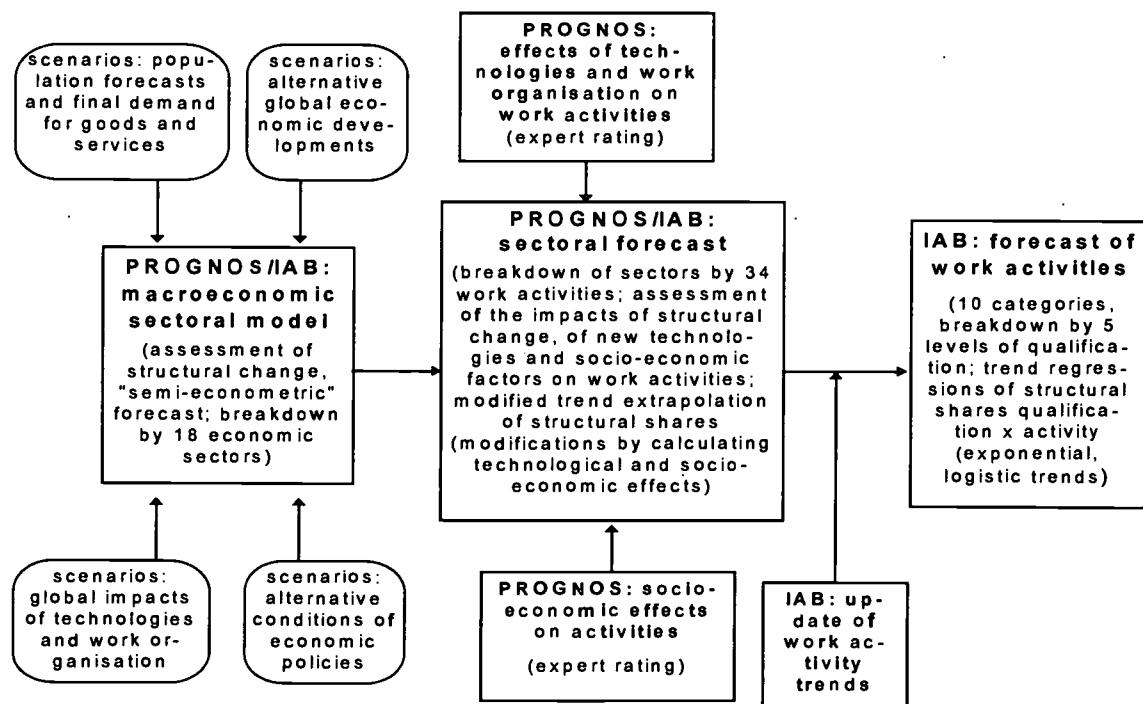 scenarios: popu-
lation forecasts
and final demand
for goods and
services
scenarios:
alternative
global eco-
nomic deve-
lopments
PROGNOS:
effects of tech-
nologies and work
organisation on
work activities
(expert rating)
PROGNOS/IAB:
macroeconomic
sectoral model
(assessment of
structural change,
"semi-econometric"
forecast; breakdown
by 18 economic
sectors)
PROGNOS/IAB:
sectoral forecast
(breakdown of sectors by 34
work activities; assessment
of the impacts of structural
change, of new technolo-
gies and socio-economic
factors on work activities;
modified trend extrapolation
of structural shares
(modifications by calculating
technological and socio-
economic effects)
IAB: forecast of
work activities
(10 categories,
breakdown by 5
levels of qualifica-
tion; trend regres-
sions of structural
shares qualifica-
tion x activity
(exponential,
logistic trends)
scenarios:
global impacts
of technologies
and work or-
ganisation
scenarios:
alternative
conditions of
economic
policies
PROGNOS: socio-
economic effects
on activities
(expert rating)
IAB: up-
date of
work ac-
tivity
trends